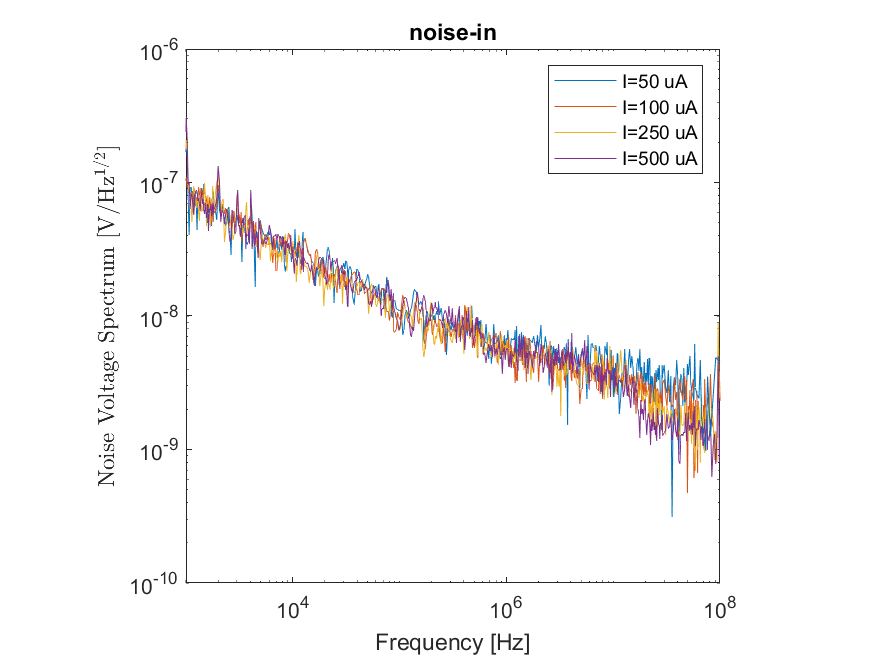 noise-in
10^-6
10^-7
10^-8
10^-9
10^-10
Noise Voltage Spectrum [V/Hz^1/2]
I=50 uA
I=100 uA
I=250 uA
I=500 uA
10^4
10^6
10^8
Frequency [Hz]